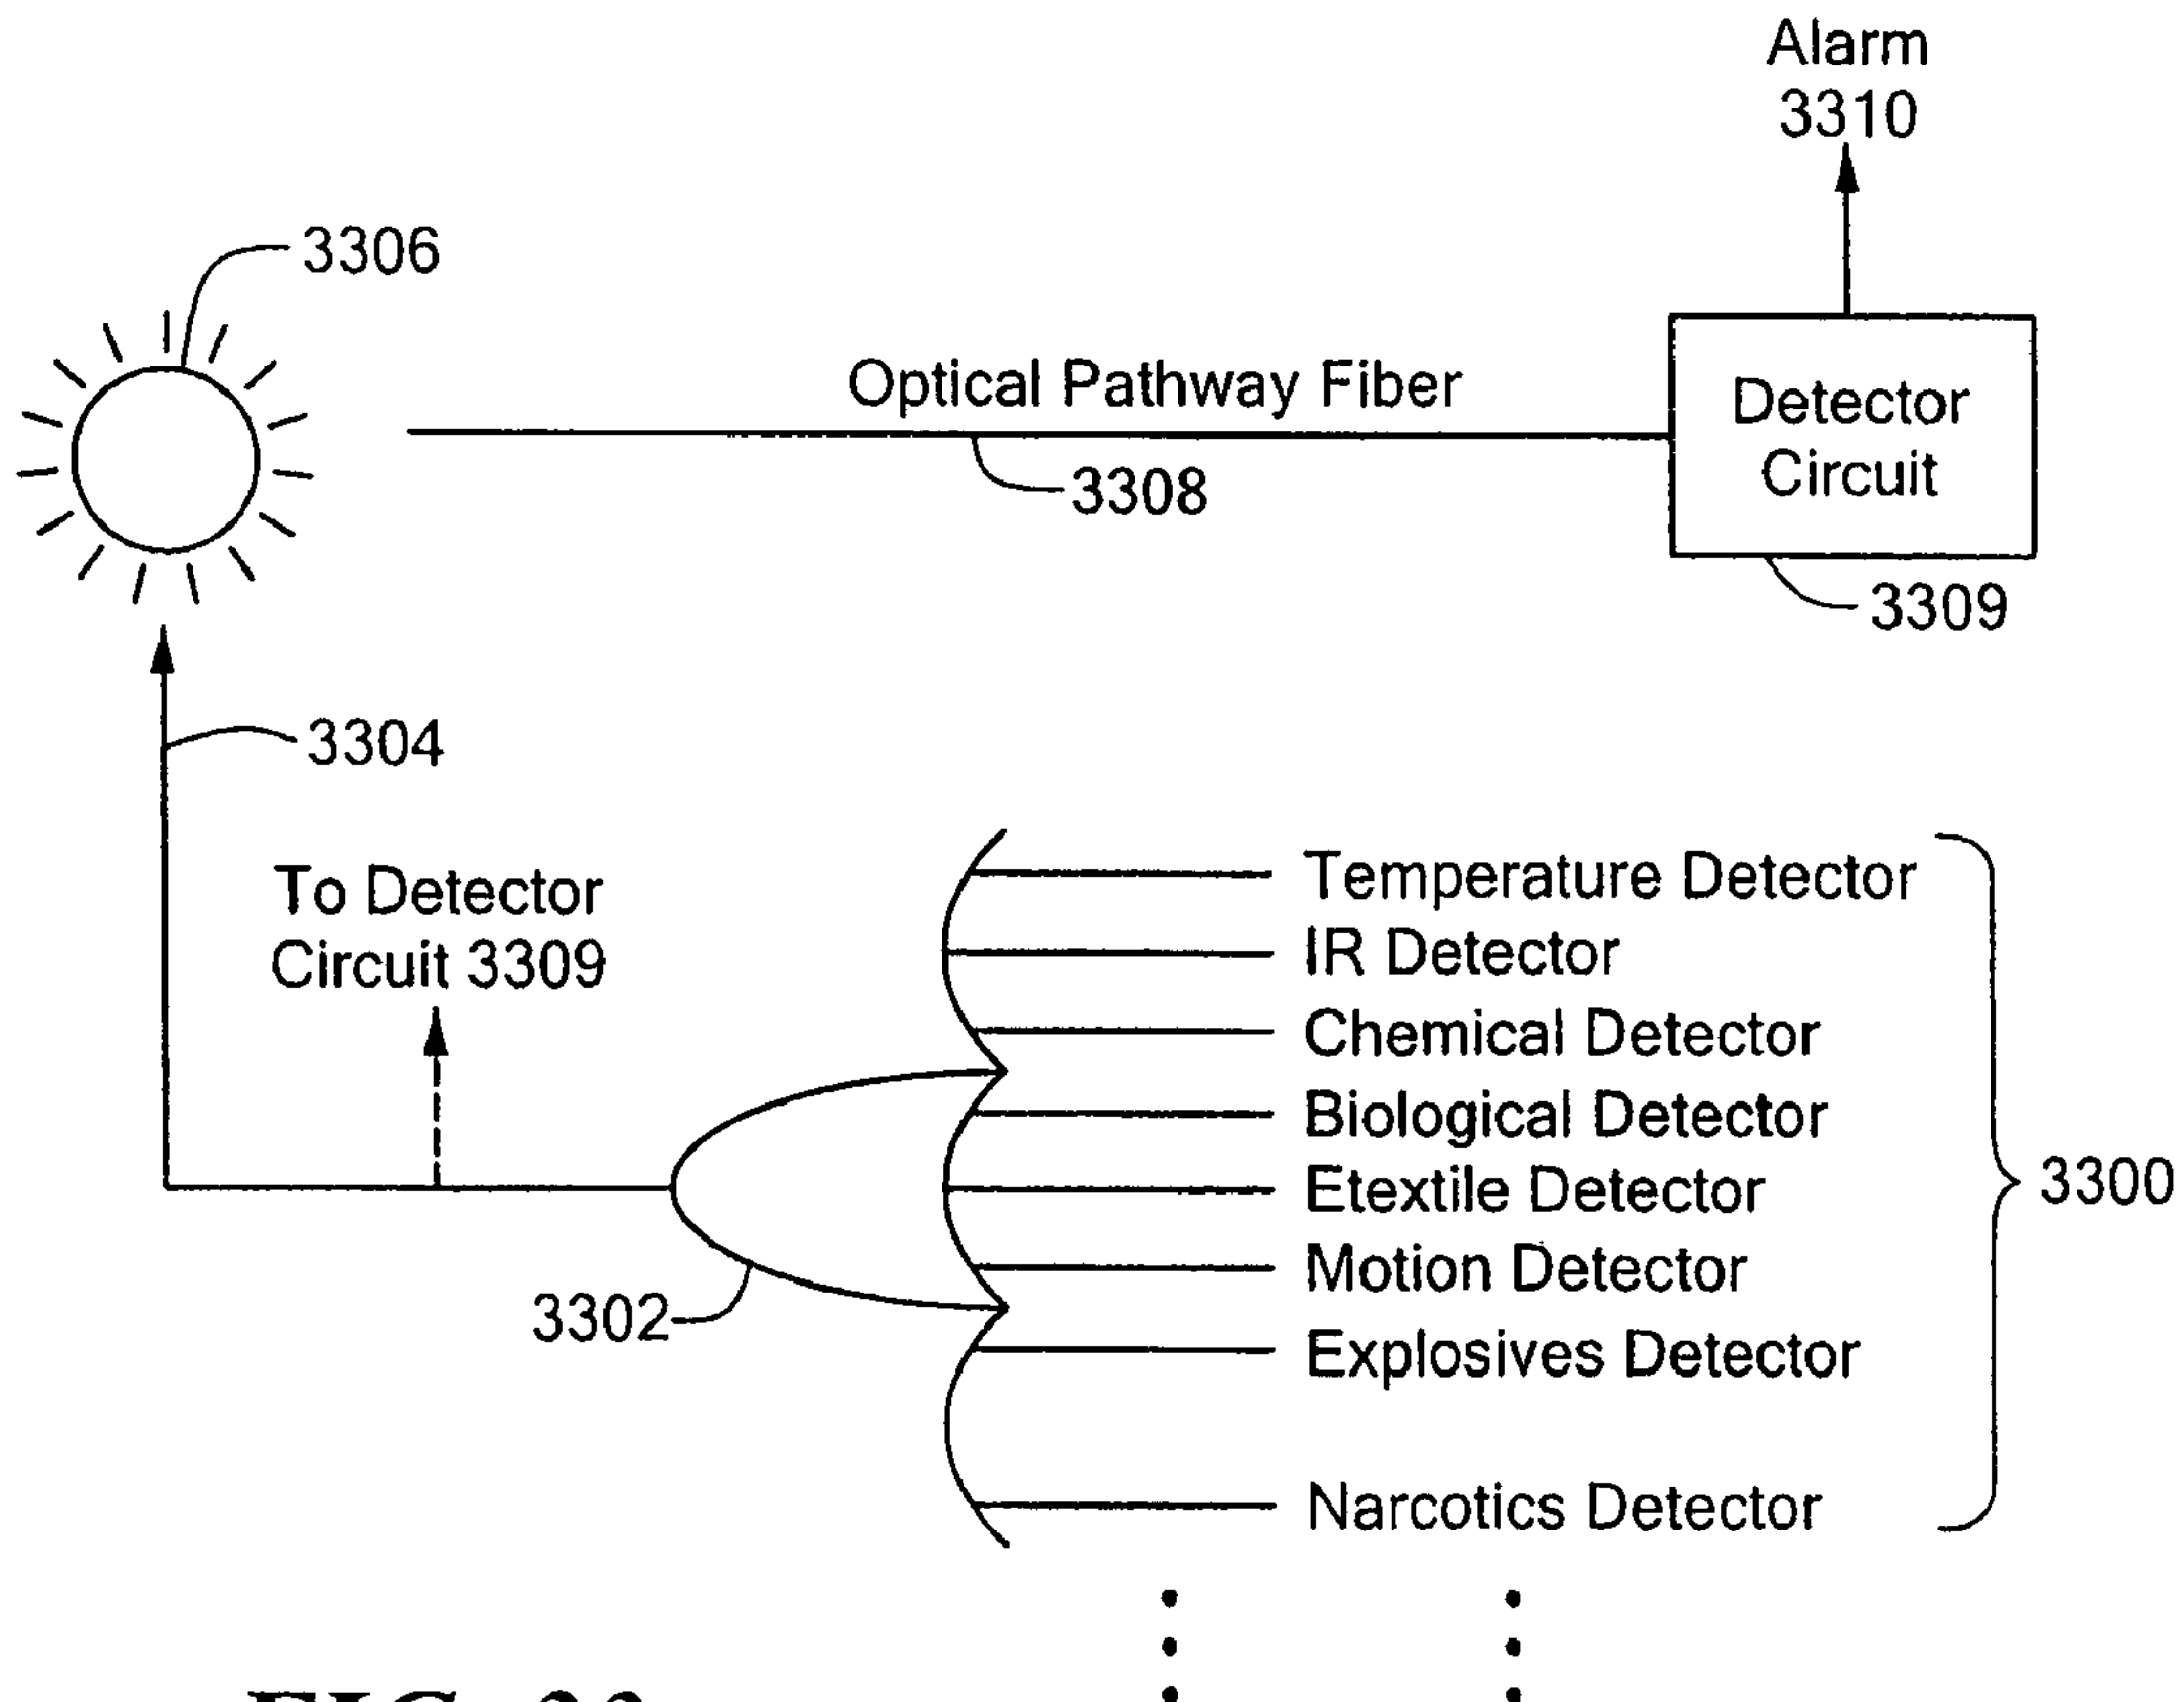 Alarm
3310
3306
Optical Pathway Fiber
Detector
Circuit
3308
3309
3304
To Detector
Circuit 3309
Temperature Detector
IR Detector
Chemical Detector
Biological Detector
Etextile Detector
Motion Detector
Explosives Detector
Narcotics Detector
3300
3302